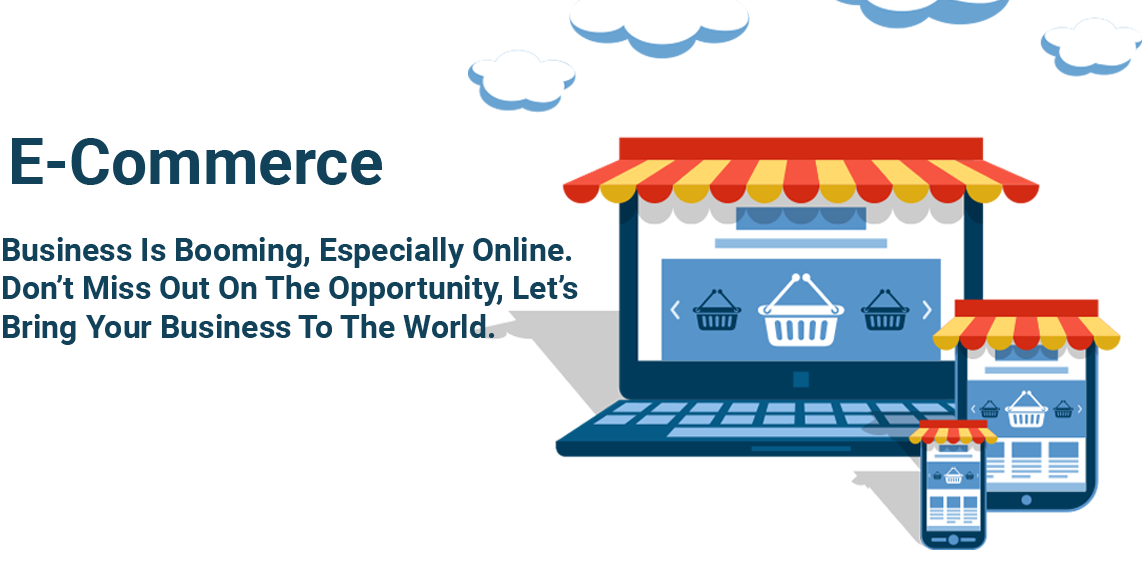 E-Commerce
Business Is Booming, Especially Online.
Don’t Miss Out On The Opportunity, Let’s
Bring Your Business To The World.